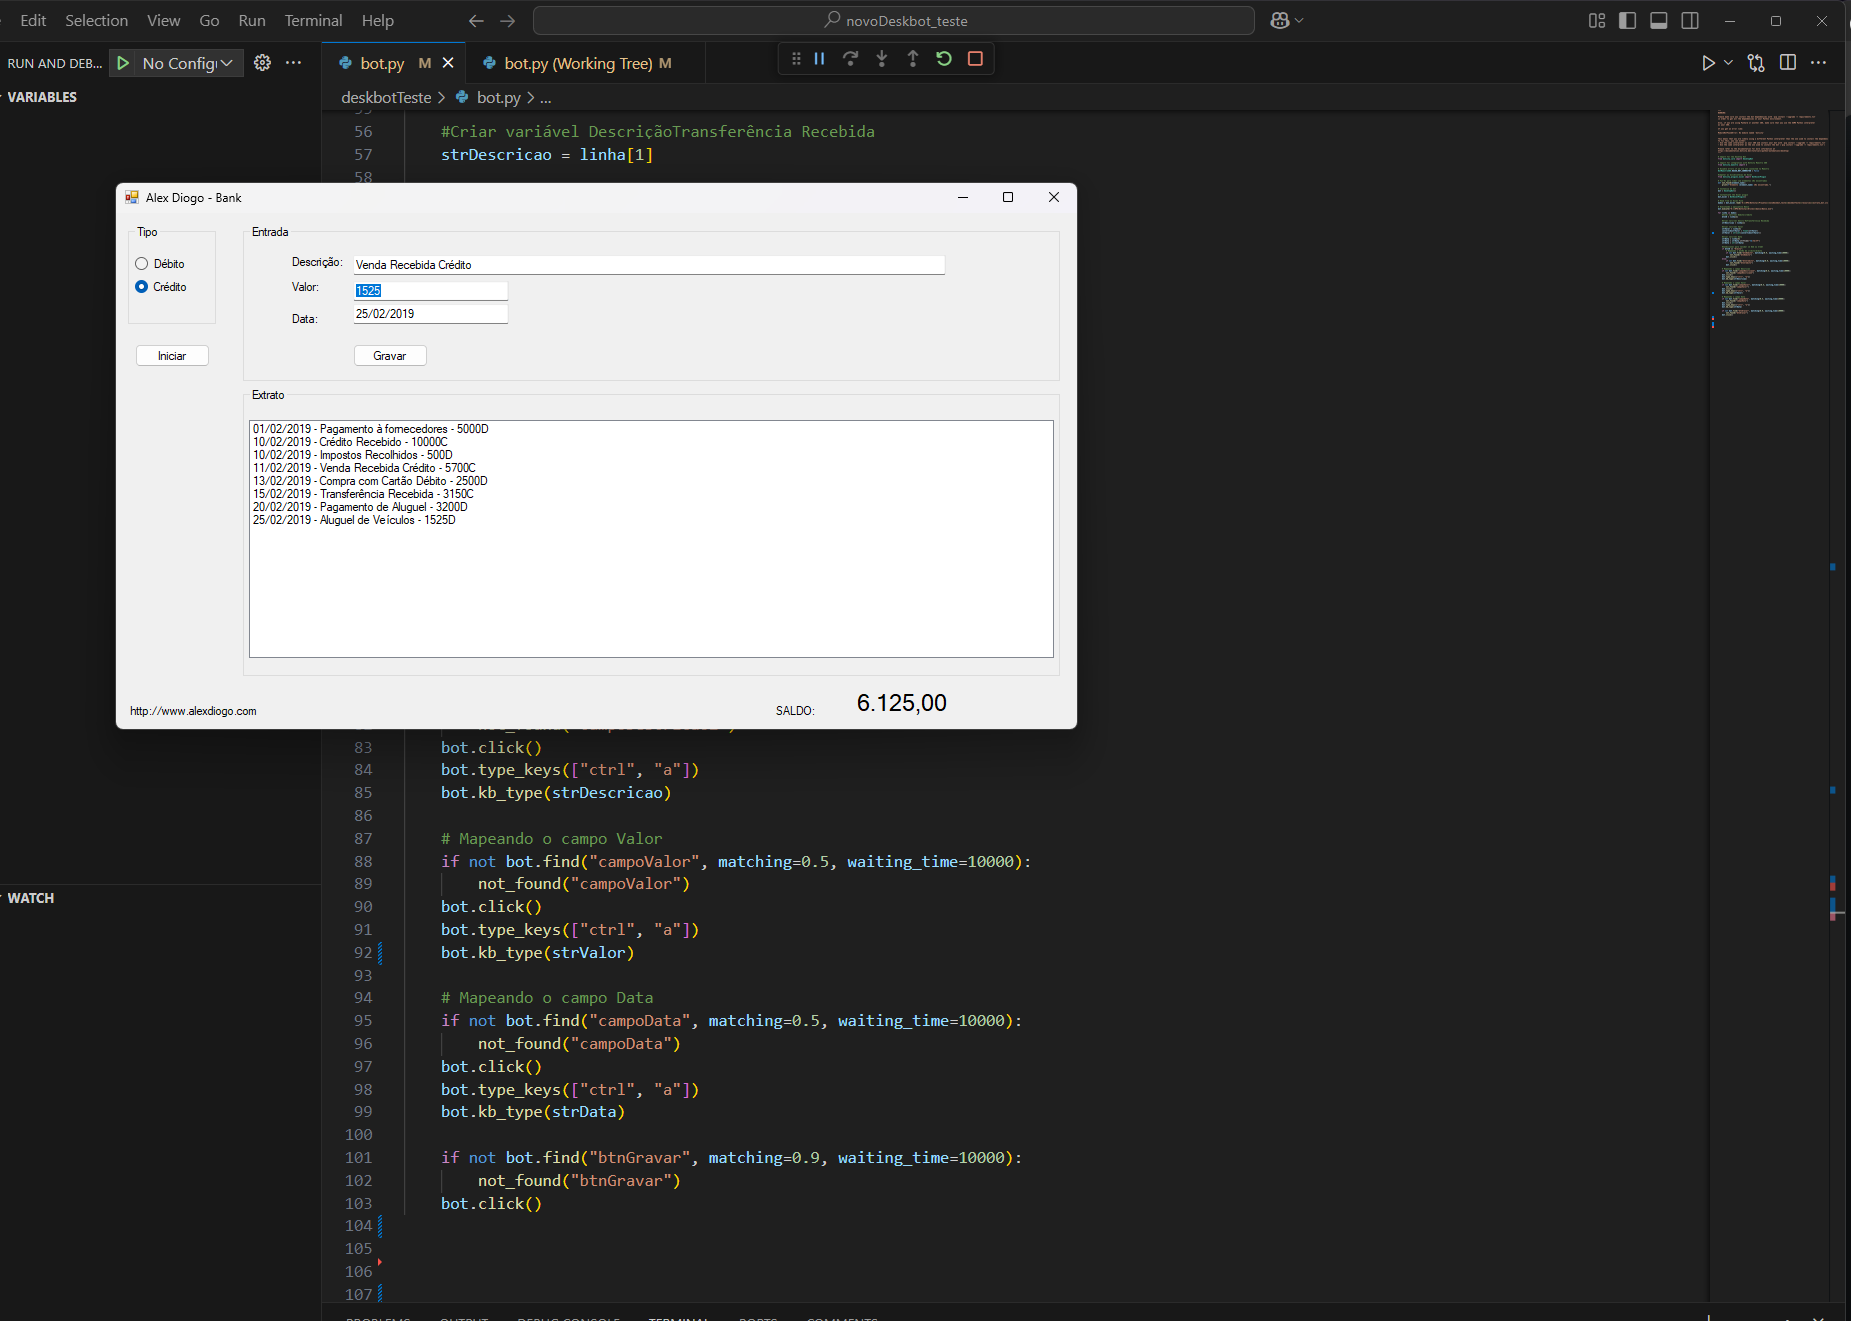 Edit Selection View Go Run Terminal Help
novoDeskbot_teste
RUN AND DEB... No Config
bot.py M
bot.py (Working Tree) M
VARIABLES
deskbotTeste > bot.py > ...
56 #Criar variável DescriçãoTransferência Recebida
57 strDescricao = linha[1]
58
Alex Diogo - Bank
Tipo
Débito
Crédito
Iniciar
Entrada
Descrição: Venda Recebida Crédito
Valor: 1525
Data: 25/02/2019
Gravar
Extrato
01/02/2019 - Pagamento à fornecedores - 5000D
10/02/2019 - Crédito Recebido - 10000C
10/02/2019 - Impostos Recolhidos - 500D
11/02/2019 - Venda Recebida Crédito - 5700C
13/02/2019 - Compra com Cartão Débito - 2500D
15/02/2019 - Transferência Recebida - 3150C
20/02/2019 - Pagamento de Aluguel - 3200D
25/02/2019 - Aluguel de Veículos - 1525D
http://www.alexdiogo.com
SALDO: 6.125,00
83 bot.click()
84 bot.type_keys(["ctrl", "a"])
85 bot.kb_type(strDescricao)
86
87 # Mapeando o campo Valor
88 if not bot.find("campoValor", matching=0.5, waiting_time=10000):
89 not_found("campoValor")
90 bot.click()
91 bot.type_keys(["ctrl", "a"])
92 bot.kb_type(strValor)
93
94 # Mapeando o campo Data
95 if not bot.find("campoData", matching=0.5, waiting_time=10000):
96 not_found("campoData")
97 bot.click()
98 bot.type_keys(["ctrl", "a"])
99 bot.kb_type(strData)
100
101 if not bot.find("btnGravar", matching=0.9, waiting_time=10000):
102 not_found("btnGravar")
103 bot.click()
104
105
106
107
WATCH
PROBLEMS OUTPUT DEBUG CONSOLE TERMINAL PORTS COMMENTS